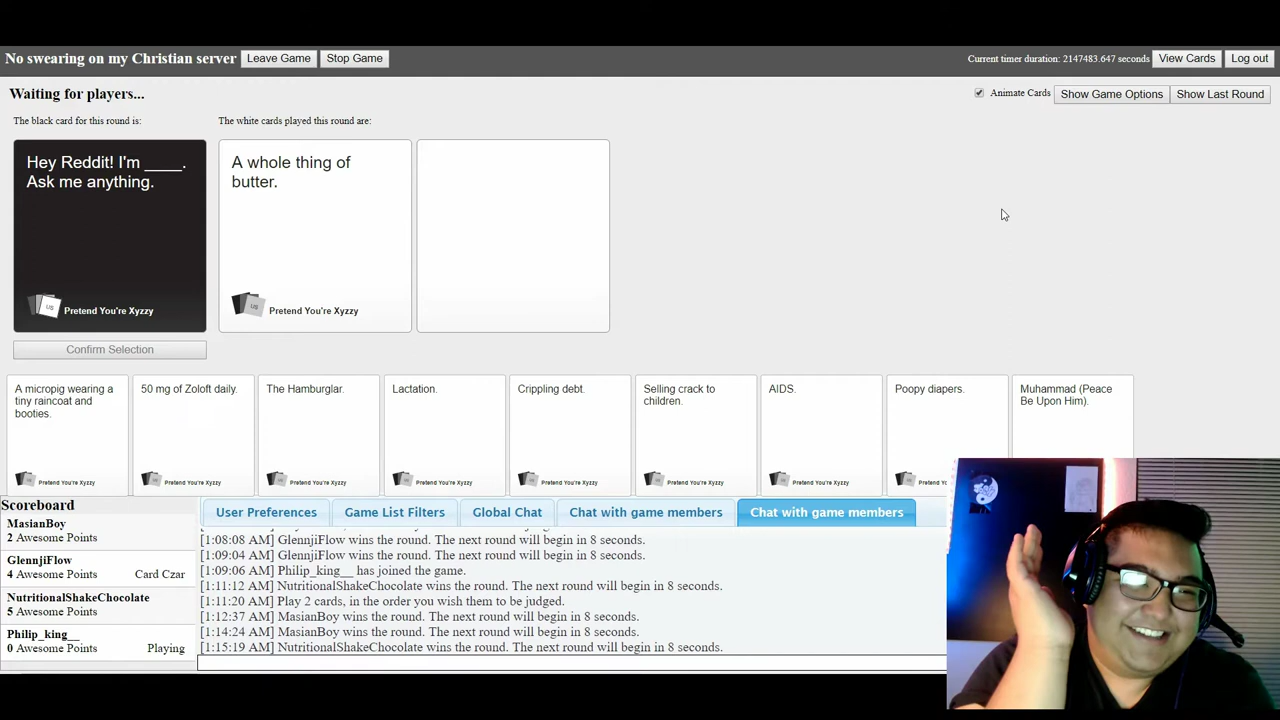 No swearing on my Christian server Leave Game Stop Game Current timer duration: 2147483.647 seconds View Cards Log out
Waiting for players... Animate Cards Show Game Options Show Last Round
The black card for this round is: The white cards played this round are:
Hey Reddit! I'm ____.
Ask me anything.
US Pretend You're Xyzzy
A whole thing of
butter.
US Pretend You're Xyzzy
Confirm Selection
A micropig wearing a
tiny raincoat and
booties.
Pretend You're Xyzzy
50 mg of Zoloft daily.
Pretend You're Xyzzy
The Hamburglar.
Pretend You're Xyzzy
Lactation.
Pretend You're Xyzzy
Crippling debt.
Pretend You're Xyzzy
Selling crack to
children.
Pretend You're Xyzzy
AIDS.
Pretend You're Xyzzy
Poopy diapers.
Pretend
Muhammad (Peace
Be Upon Him).
Scoreboard
MasianBoy
2 Awesome Points
GlennjiFlow
4 Awesome Points Card Czar
NutritionalShakeChocolate
5 Awesome Points
Philip_king__
0 Awesome Points Playing
User Preferences Game List Filters Global Chat Chat with game members Chat with game members
[1:08:08 AM] GlennjiFlow wins the round. The next round will begin in 8 seconds.
[1:09:04 AM] GlennjiFlow wins the round. The next round will begin in 8 seconds.
[1:09:06 AM] Philip_king__ has joined the game.
[1:11:12 AM] NutritionalShakeChocolate wins the round. The next round will begin in 8 seconds.
[1:11:20 AM] Play 2 cards, in the order you wish them to be judged.
[1:12:37 AM] MasianBoy wins the round. The next round will begin in 8 seconds.
[1:14:24 AM] MasianBoy wins the round. The next round will begin in 8 seconds.
[1:15:19 AM] NutritionalShakeChocolate wins the round. The next round will begin in 8 seconds.